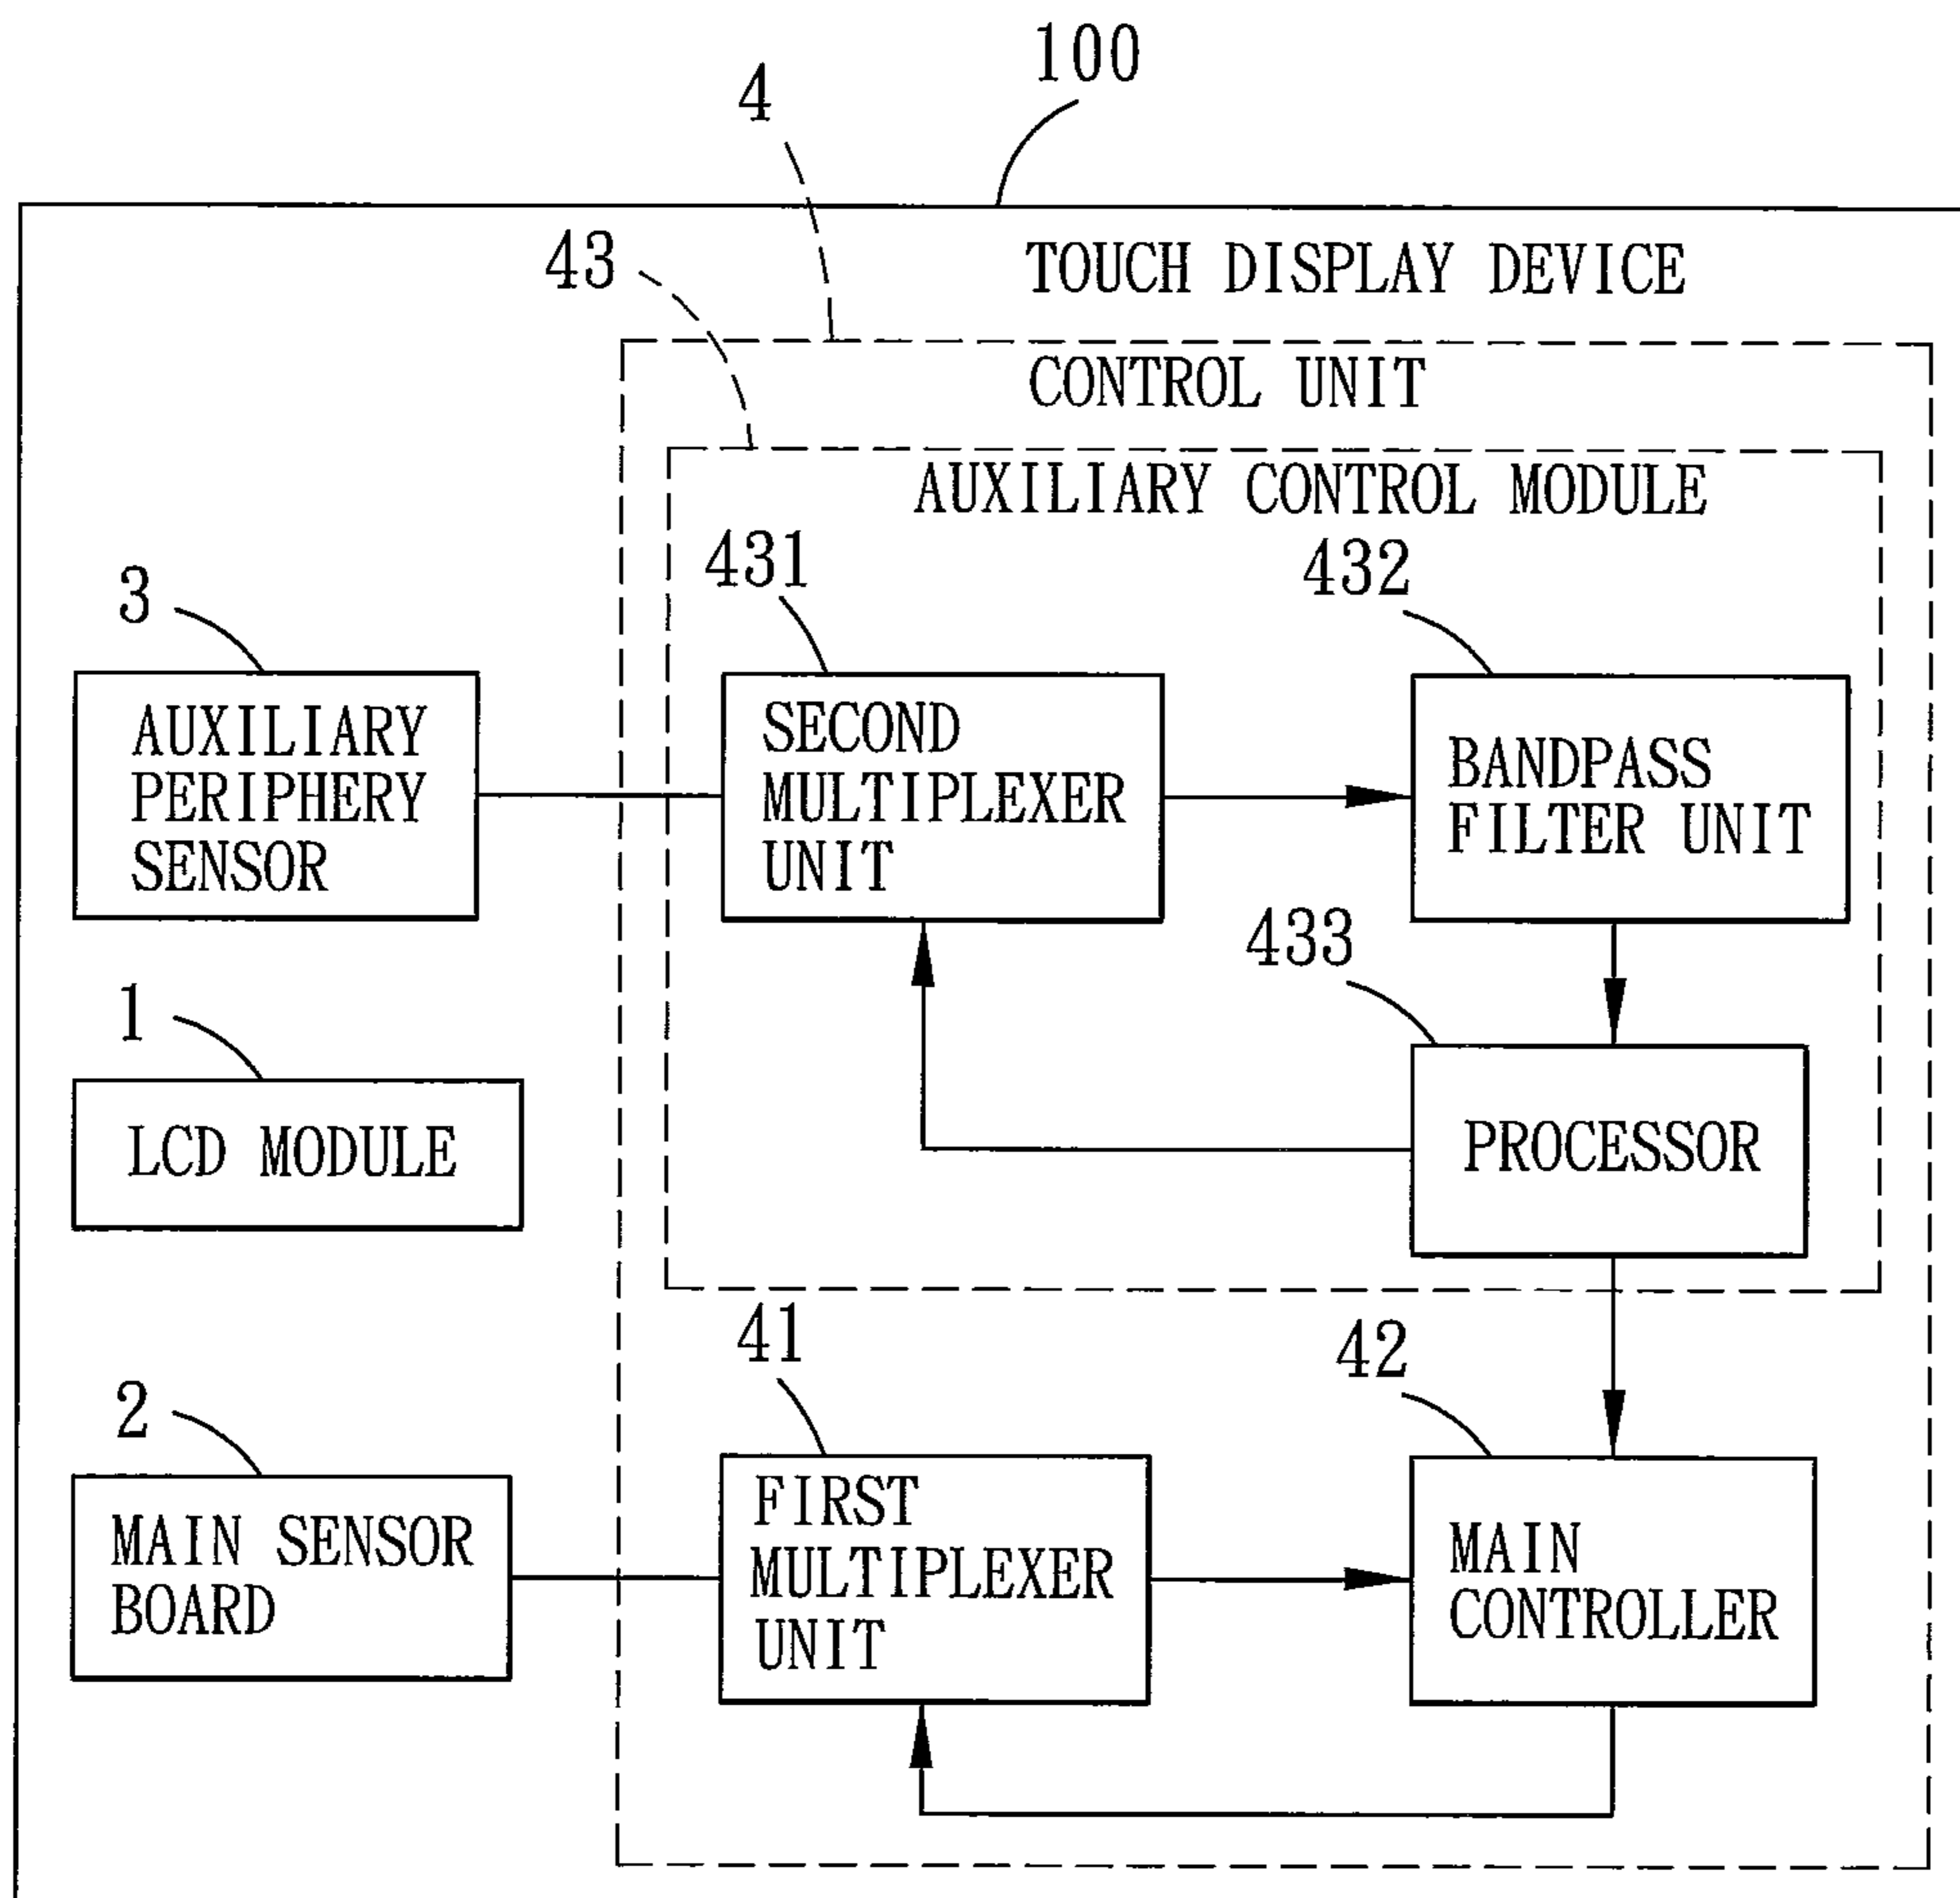 100
4
43
TOUCH DISPLAY DEVICE
CONTROL UNIT
AUXILIARY CONTROL MODULE
431
432
3
AUXILIARY
PERIPHERY
SENSOR
SECOND
MULTIPLEXER
UNIT
BANDPASS
FILTER UNIT
433
1
LCD MODULE
PROCESSOR
41
42
2
MAIN SENSOR
BOARD
FIRST
MULTIPLEXER
UNIT
MAIN
CONTROLLER